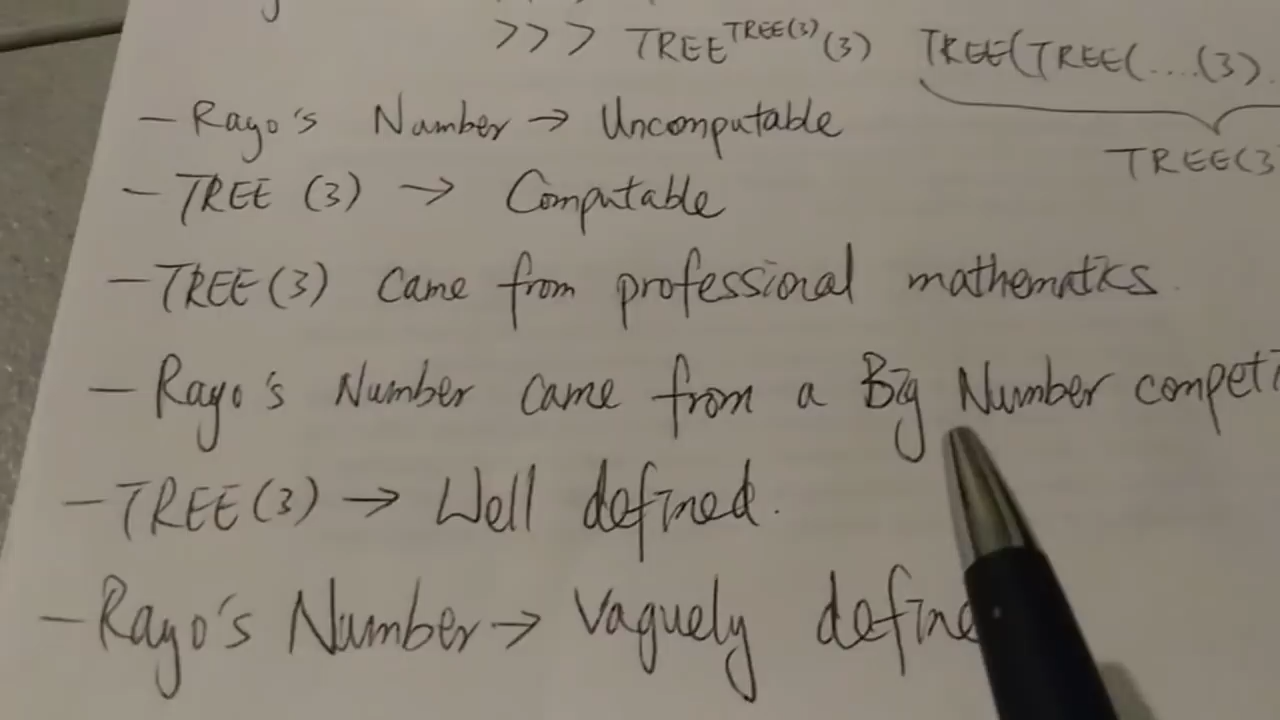 >>> TREE^TREE(3)(3) TREE(TREE(....(3)
TREE(3
- Rayo's Number → Uncomputable
- TREE (3) → Computable
- TREE(3) came from professional mathematics.
- Rayo's Number came from a Big Number competi
- TREE(3) → Well defined.
- Rayo's Number → Vaguely define